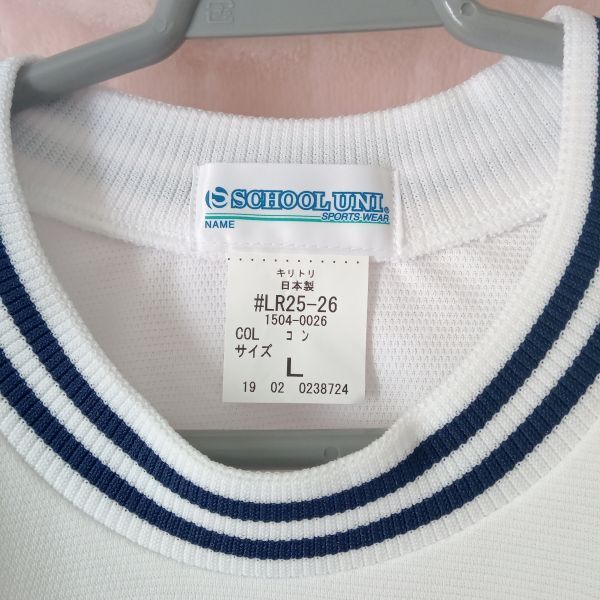 S SCHOOL UNI®
SPORTS WEAR
NAME
キリトリ
日本製
#LR25-26
1504-0026
COL コン
サイズ
L
19 02 0238724